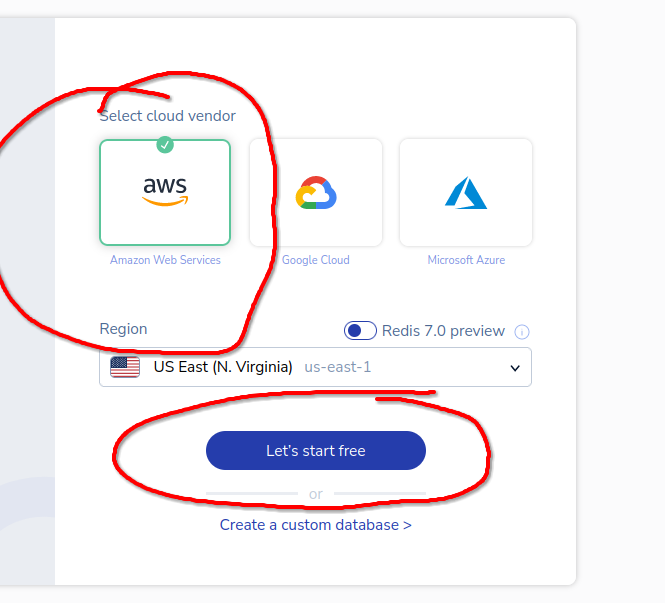 Select cloud vendor
aws
Amazon Web Services
Google Cloud
Microsoft Azure
Region
Redis 7.0 preview
US East (N. Virginia) us-east-1
Let's start free
or
Create a custom database >